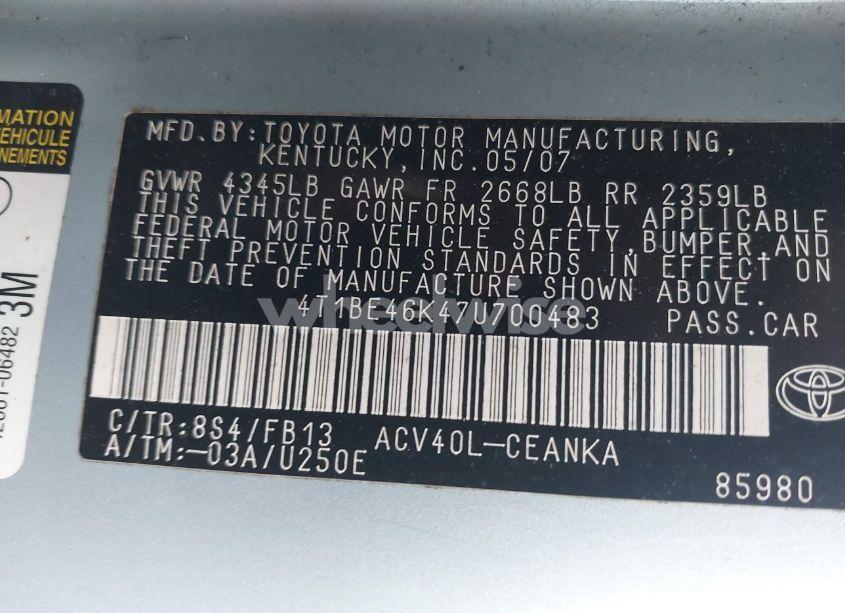 MATION
VEHICULE
NEMENTS
3M
MFD.BY:TOYOTA MOTOR MANUFACTURING,
KENTUCKY,INC.05/07
GVWR 4345LB GAWR FR 2668LB RR 2359LB
THIS VEHICLE CONFORMS TO ALL APPLICABLE
FEDERAL MOTOR VEHICLE SAFETY,BUMPER,AND
THEFT PREVENTION STANDARDS IN EFFECT ON
THE DATE OF MANUFACTURE SHOWN ABOVE.
4T1BE46K47U700483 PASS.CAR
C/TR:8S4/FB13 ACV40L-CEANKA
A/TM:-03A/U250E
85980